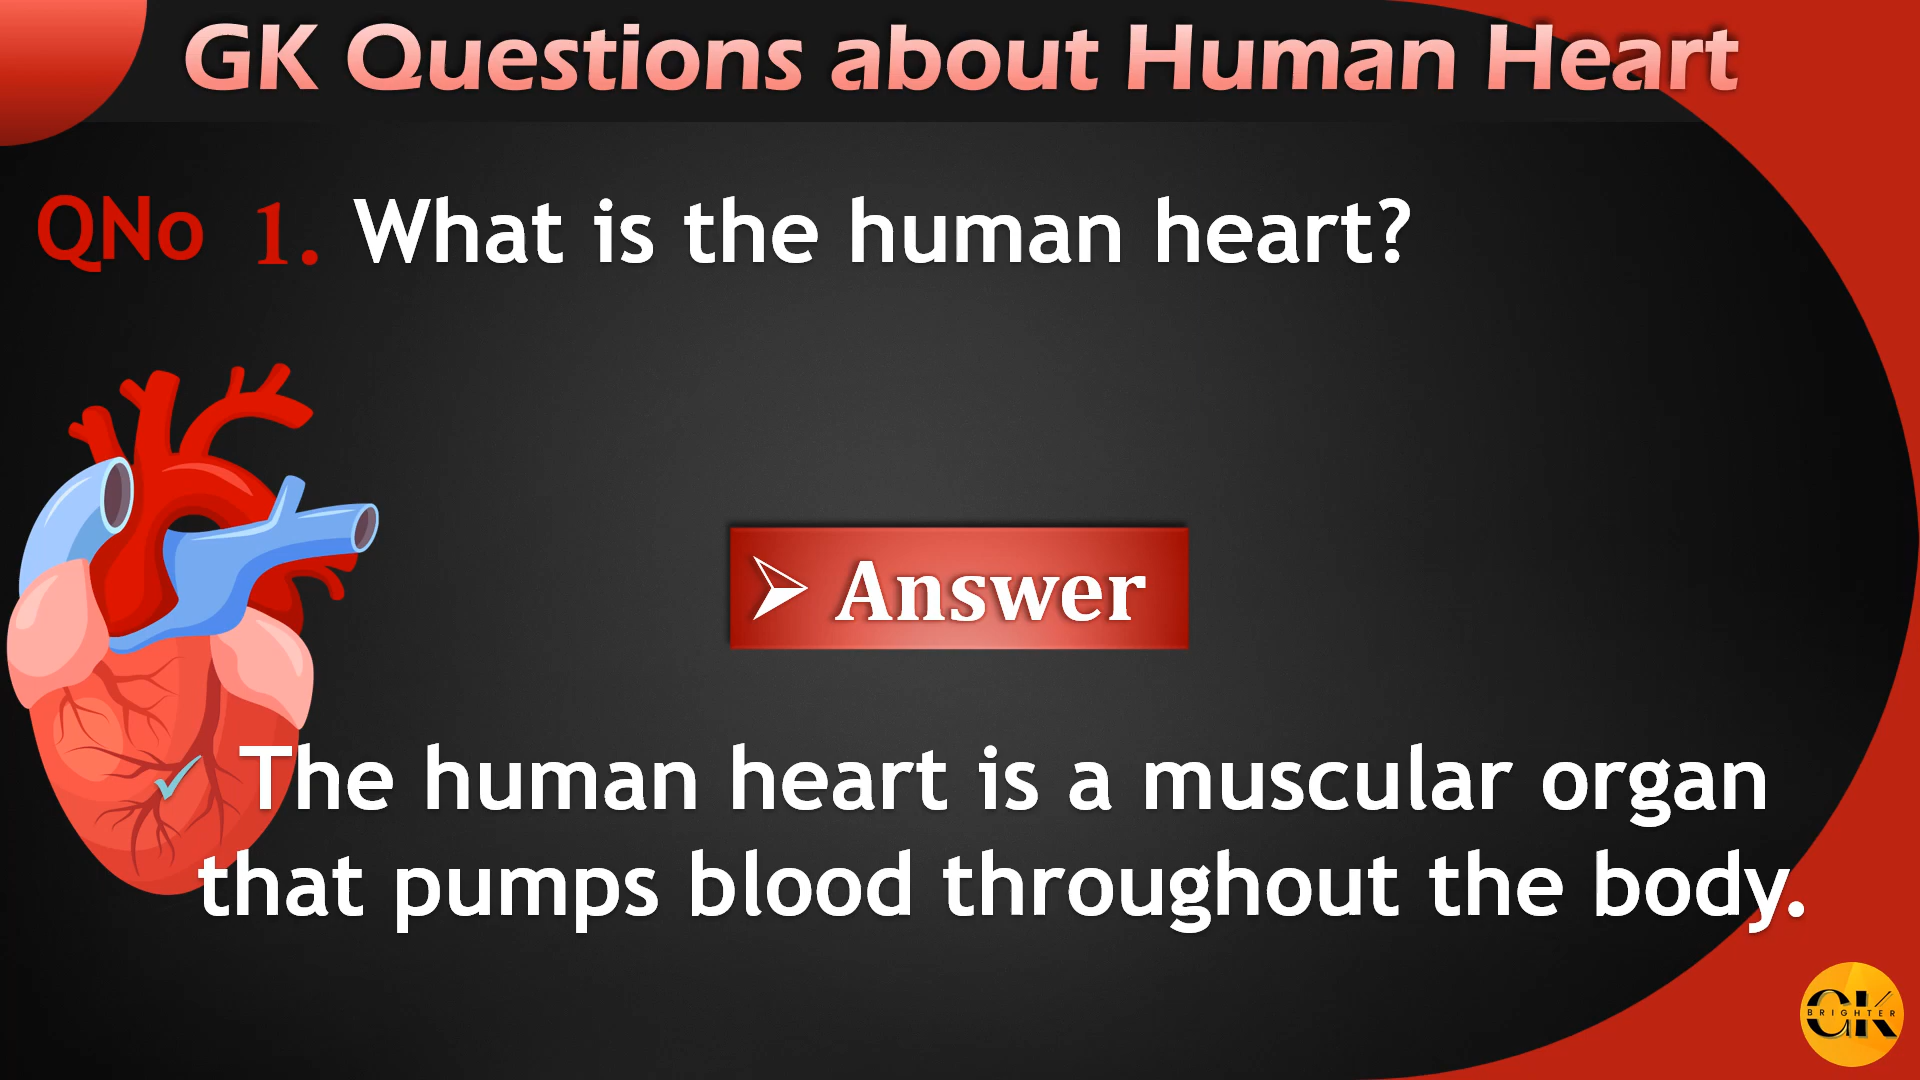 GK Questions about Human Heart
QNo 1. What is the human heart?
➢ Answer
✓ The human heart is a muscular organ
that pumps blood throughout the body.
GK
BRIGHTER